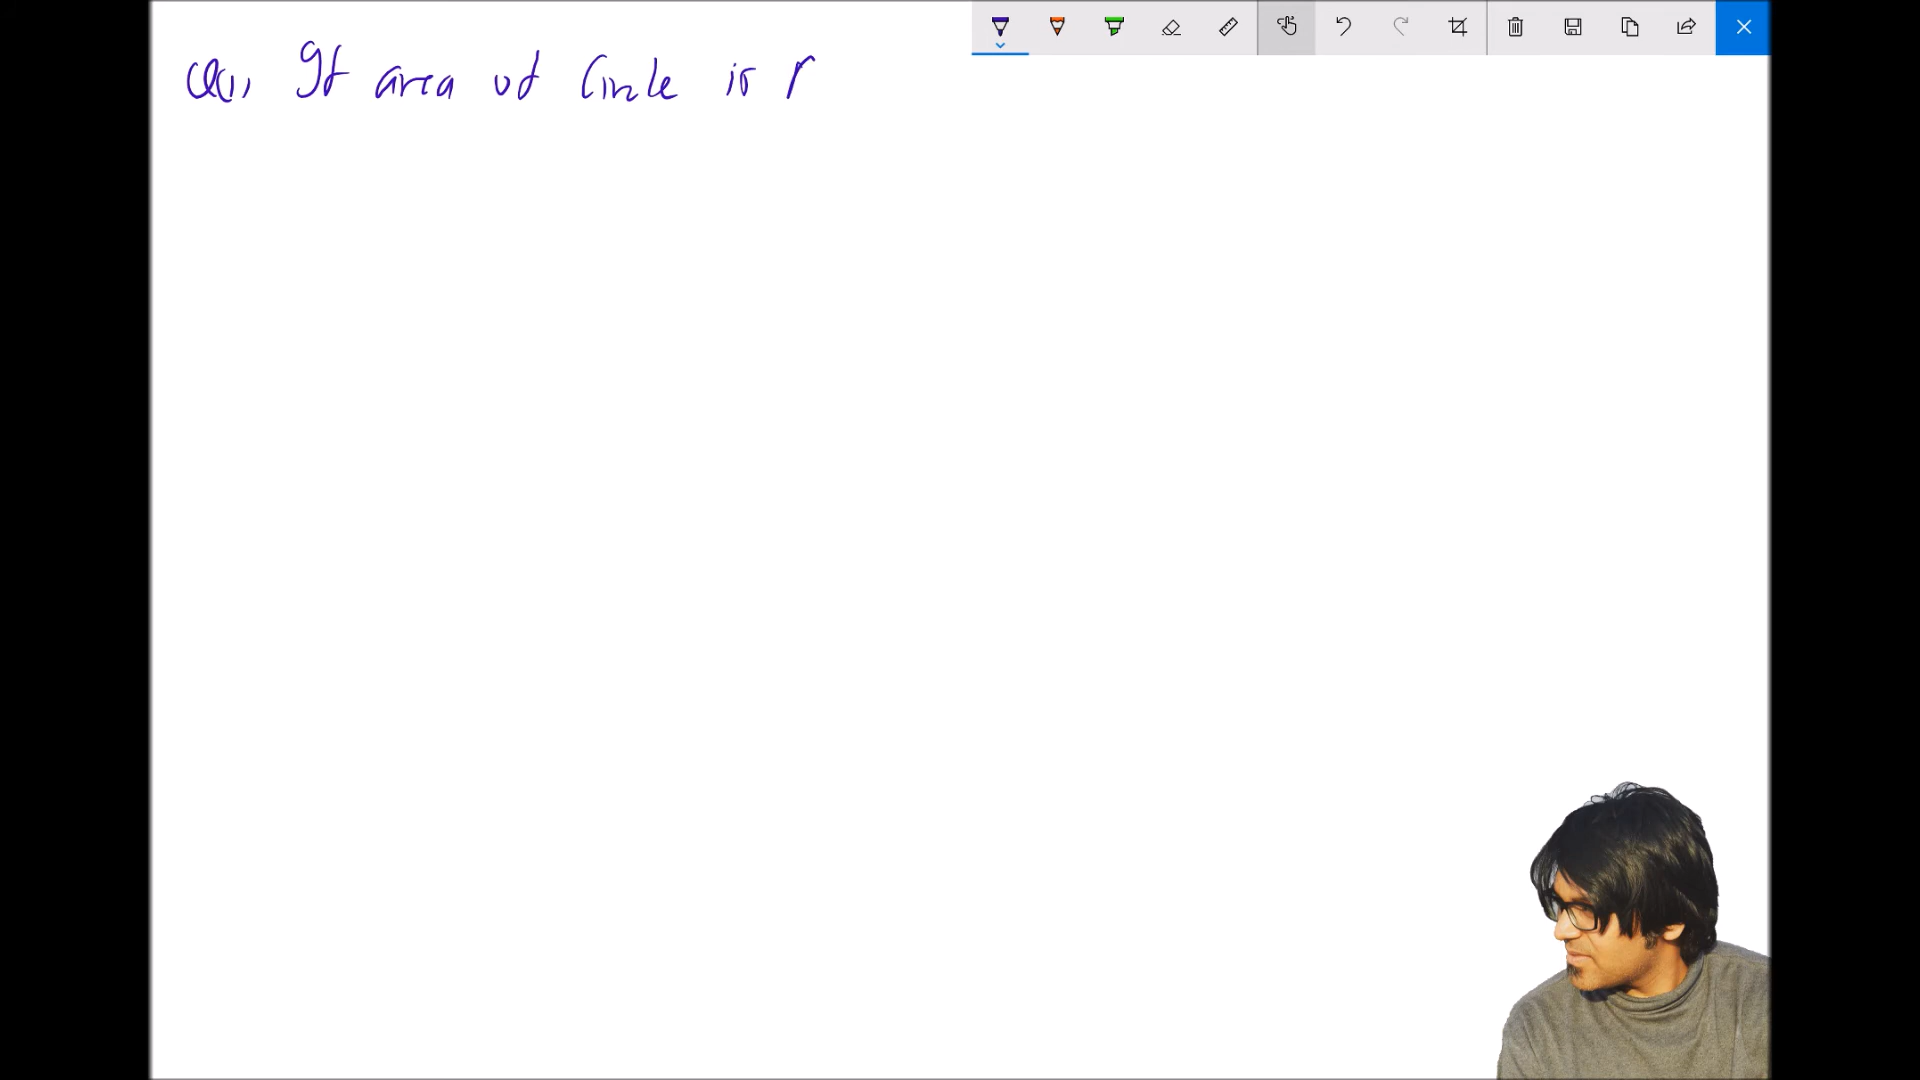 Q1, If area of Circle is r